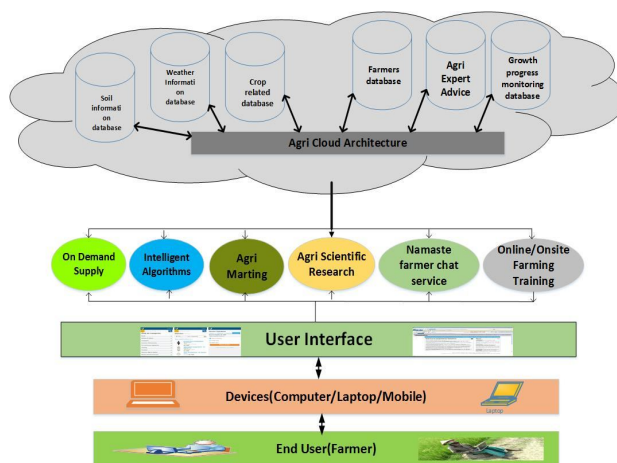 Soil
informati
on
database
Weather
Informati
on
database
Crop
related
database
Farmers
database
Agri
Expert
Advice
Growth
progress
monitoring
database
Agri Cloud Architecture
On Demand
Supply
Intelligent
Algorithms
Agri
Marting
Agri Scientific
Research
Namaste
farmer chat
service
Online/Onsite
Farming
Training
User Interface
Devices(Computer/Laptop/Mobile)
Laptop
End User(Farmer)